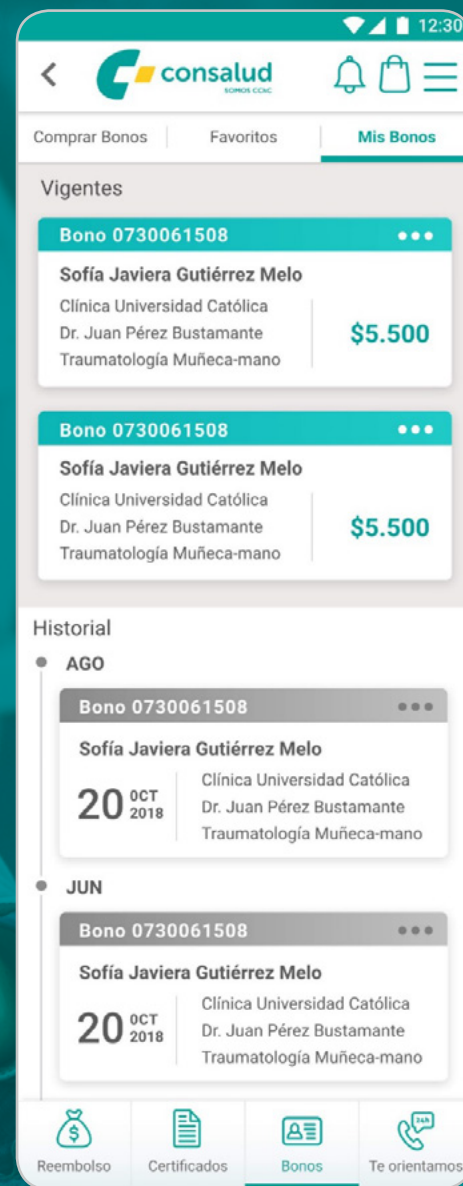 12:30
consalud
SOMOS CChC
Comprar Bonos
Favoritos
Mis Bonos
Vigentes
Bono 0730061508
Sofía Javiera Gutiérrez Melo
Clínica Universidad Católica
Dr. Juan Pérez Bustamante
Traumatología Muñeca-mano
$5.500
Bono 0730061508
Sofía Javiera Gutiérrez Melo
Clínica Universidad Católica
Dr. Juan Pérez Bustamante
Traumatología Muñeca-mano
$5.500
Historial
AGO
Bono 0730061508
Sofía Javiera Gutiérrez Melo
20 OCT 2018
Clínica Universidad Católica
Dr. Juan Pérez Bustamante
Traumatología Muñeca-mano
JUN
Bono 0730061508
Sofía Javiera Gutiérrez Melo
20 OCT 2018
Clínica Universidad Católica
Dr. Juan Pérez Bustamante
Traumatología Muñeca-mano
$
24h
Reembolso
Certificados
Bonos
Te orientamos